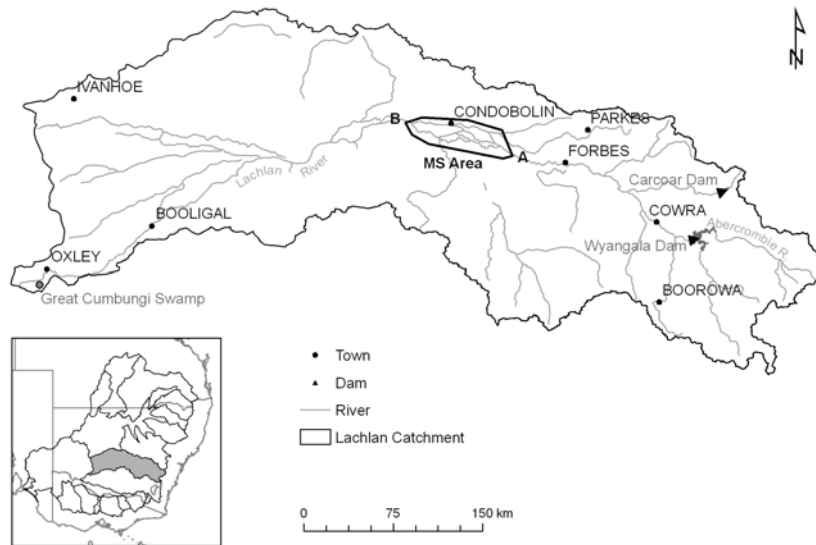 N
IVANHOE
B
CONDOBOLIN
PARKES
A
MS Area
FORBES
Lachlan River
Carcoar Dam
BOOLIGAL
COWRA
Abercrombie R.
Wyangala Dam
OXLEY
Great Cumbungi Swamp
BOOROWA
Town
Dam
River
Lachlan Catchment
0 75 150 km